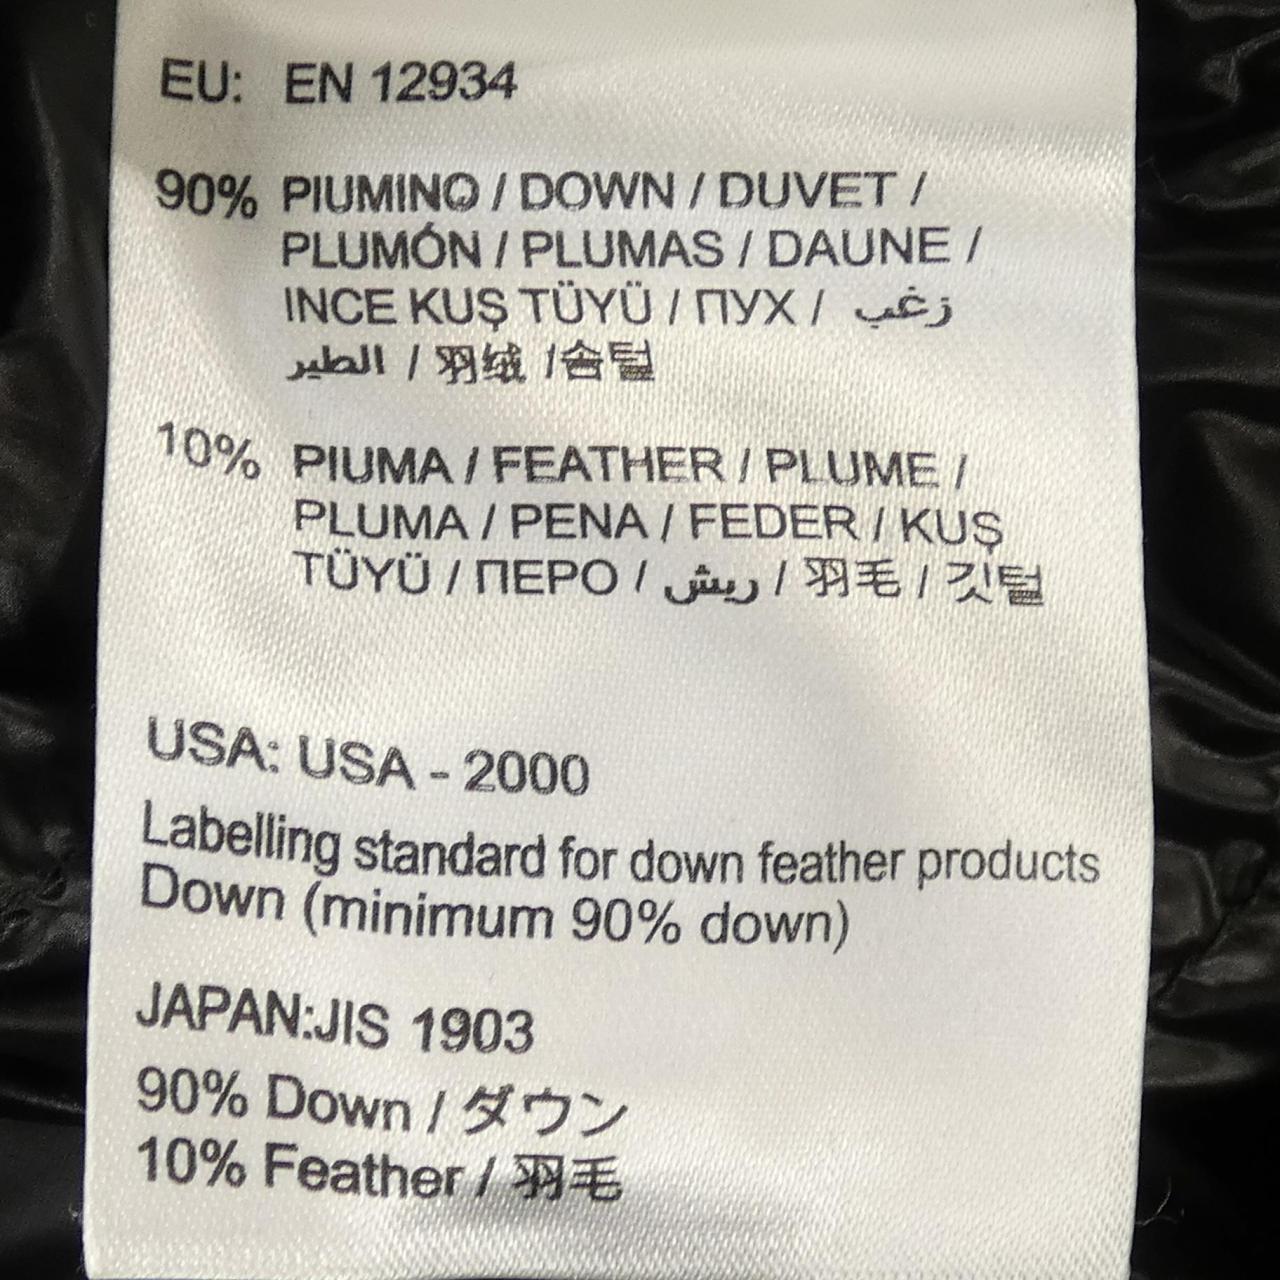 EU: EN 12934
90% PIUMINO / DOWN / DUVET /
PLUMÓN / PLUMAS / DAUNE /
INCE KUŞ TÜYÜ / ПУХ / زغب
الطير / 羽绒 /솜털
10% PIUMA / FEATHER / PLUME /
PLUMA / PENA / FEDER / KUŞ
TÜYÜ / ПЕРО / ريش / 羽毛 / 깃털
USA: USA - 2000
Labelling standard for down feather products
Down (minimum 90% down)
JAPAN:JIS 1903
90% Down / ダウン
10% Feather / 羽毛